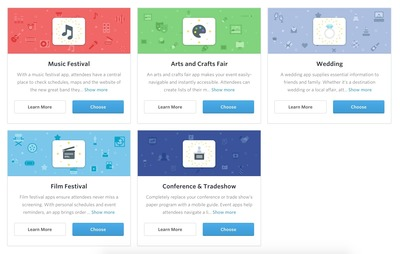 Music Festival
With a music festival app, attendees have a central
place to check schedules, maps and the website of
the new great band they... Show more
Learn More
Choose
Arts and Crafts Fair
An arts and crafts fair app makes your event easily-
navigable and instantly accessible. Attendees can
create lists of their m... Show more
Learn More
Choose
Wedding
A wedding app supplies essential information to
friends and family. Whether it's a destination
wedding or a local affair, att... Show more
Learn More
Choose
Film Festival
Film festival apps ensure attendees never miss a
screening. With personal schedules and event
reminders, an app brings order... Show more
Learn More
Choose
Conference & Tradeshow
Completely replace your conference or trade show's
paper program with a mobile guide. Event apps help
attendees navigate a t... Show more
Learn More
Choose